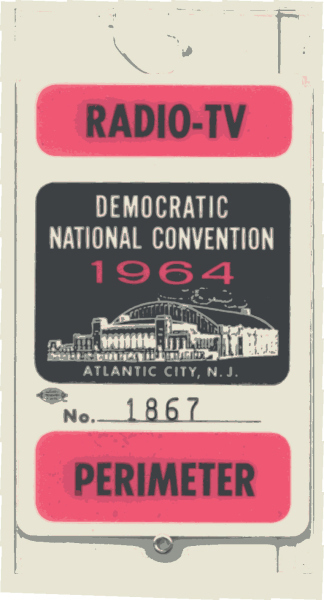 RADIO-TV
DEMOCRATIC
NATIONAL CONVENTION
1964
ATLANTIC CITY, N. J.
No. 1867
PERIMETER